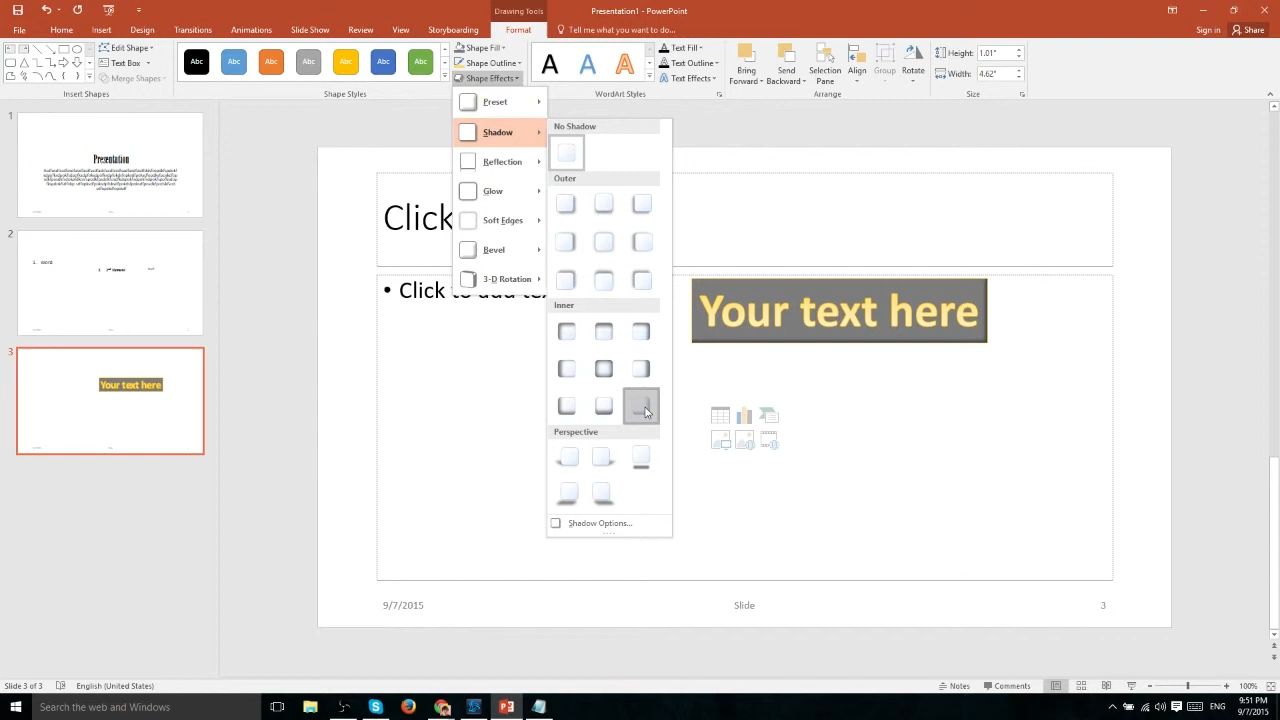 Drawing Tools
Presentation1 - PowerPoint
File
Home
Insert
Design
Transitions
Animations
Slide Show
Review
View
Storyboarding
Format
Tell me what you want to do...
Sign in
Share
Edit Shape
Text Box
Merge Shapes
Insert Shapes
Abc Abc Abc Abc Abc Abc Abc
Shape Styles
Shape Fill
Shape Outline
Shape Effects
A A A
WordArt Styles
Text Fill
Text Outline
Text Effects
Bring Forward
Send Backward
Selection Pane
Align
Group
Rotate
Arrange
Height: 1.01"
Width: 4.62"
Size
Preset
Shadow
Reflection
Glow
Soft Edges
Bevel
3-D Rotation
No Shadow
Outer
Inner
Perspective
Shadow Options...
1
Presentation
2
1. Word
3
Your text here
Click
• Click to add tex
Your text here
9/7/2015
Slide
3
Slide 3 of 3
English (United States)
Notes
Comments
100%
Search the web and Windows
ENG
9:51 PM
9/7/2015